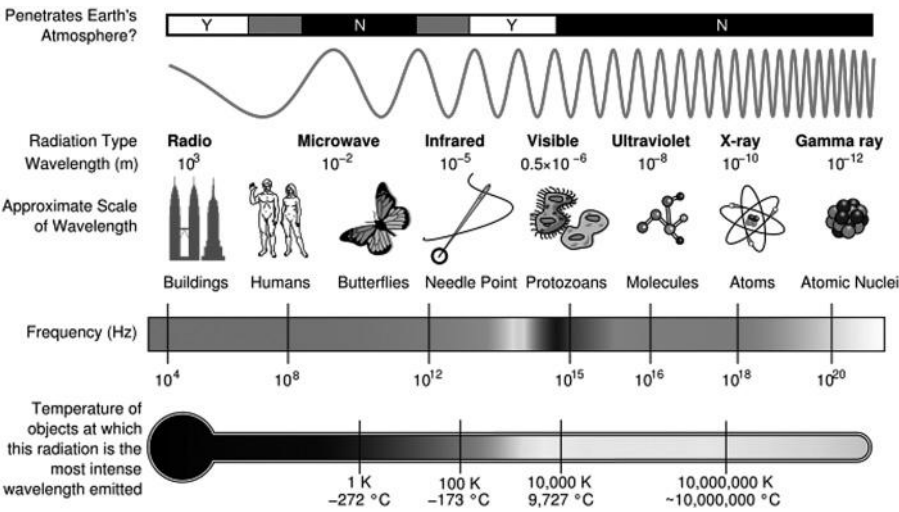 Penetrates Earth's
Atmosphere?
Y N Y N
Radiation Type Radio Microwave Infrared Visible Ultraviolet X-ray Gamma ray
Wavelength (m) 10³ 10⁻² 10⁻⁵ 0.5×10⁻⁶ 10⁻⁸ 10⁻¹⁰ 10⁻¹²
Approximate Scale
of Wavelength
Buildings Humans Butterflies Needle Point Protozoans Molecules Atoms Atomic Nuclei
Frequency (Hz)
10⁴ 10⁸ 10¹² 10¹⁵ 10¹⁶ 10¹⁸ 10²⁰
Temperature of
objects at which
this radiation is the
most intense
wavelength emitted
1 K 100 K 10,000 K 10,000,000 K
−272 °C −173 °C 9,727 °C ~10,000,000 °C